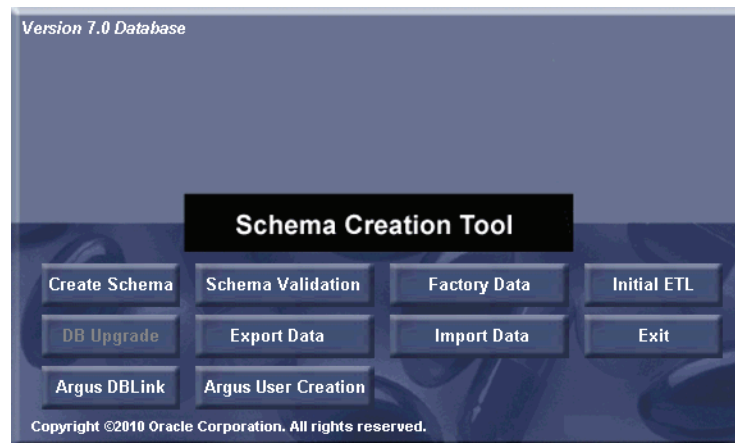 Version 7.0 Database
Schema Creation Tool
Create Schema
Schema Validation
Factory Data
Initial ETL
DB Upgrade
Export Data
Import Data
Exit
Argus DBLink
Argus User Creation
Copyright ©2010 Oracle Corporation. All rights reserved.